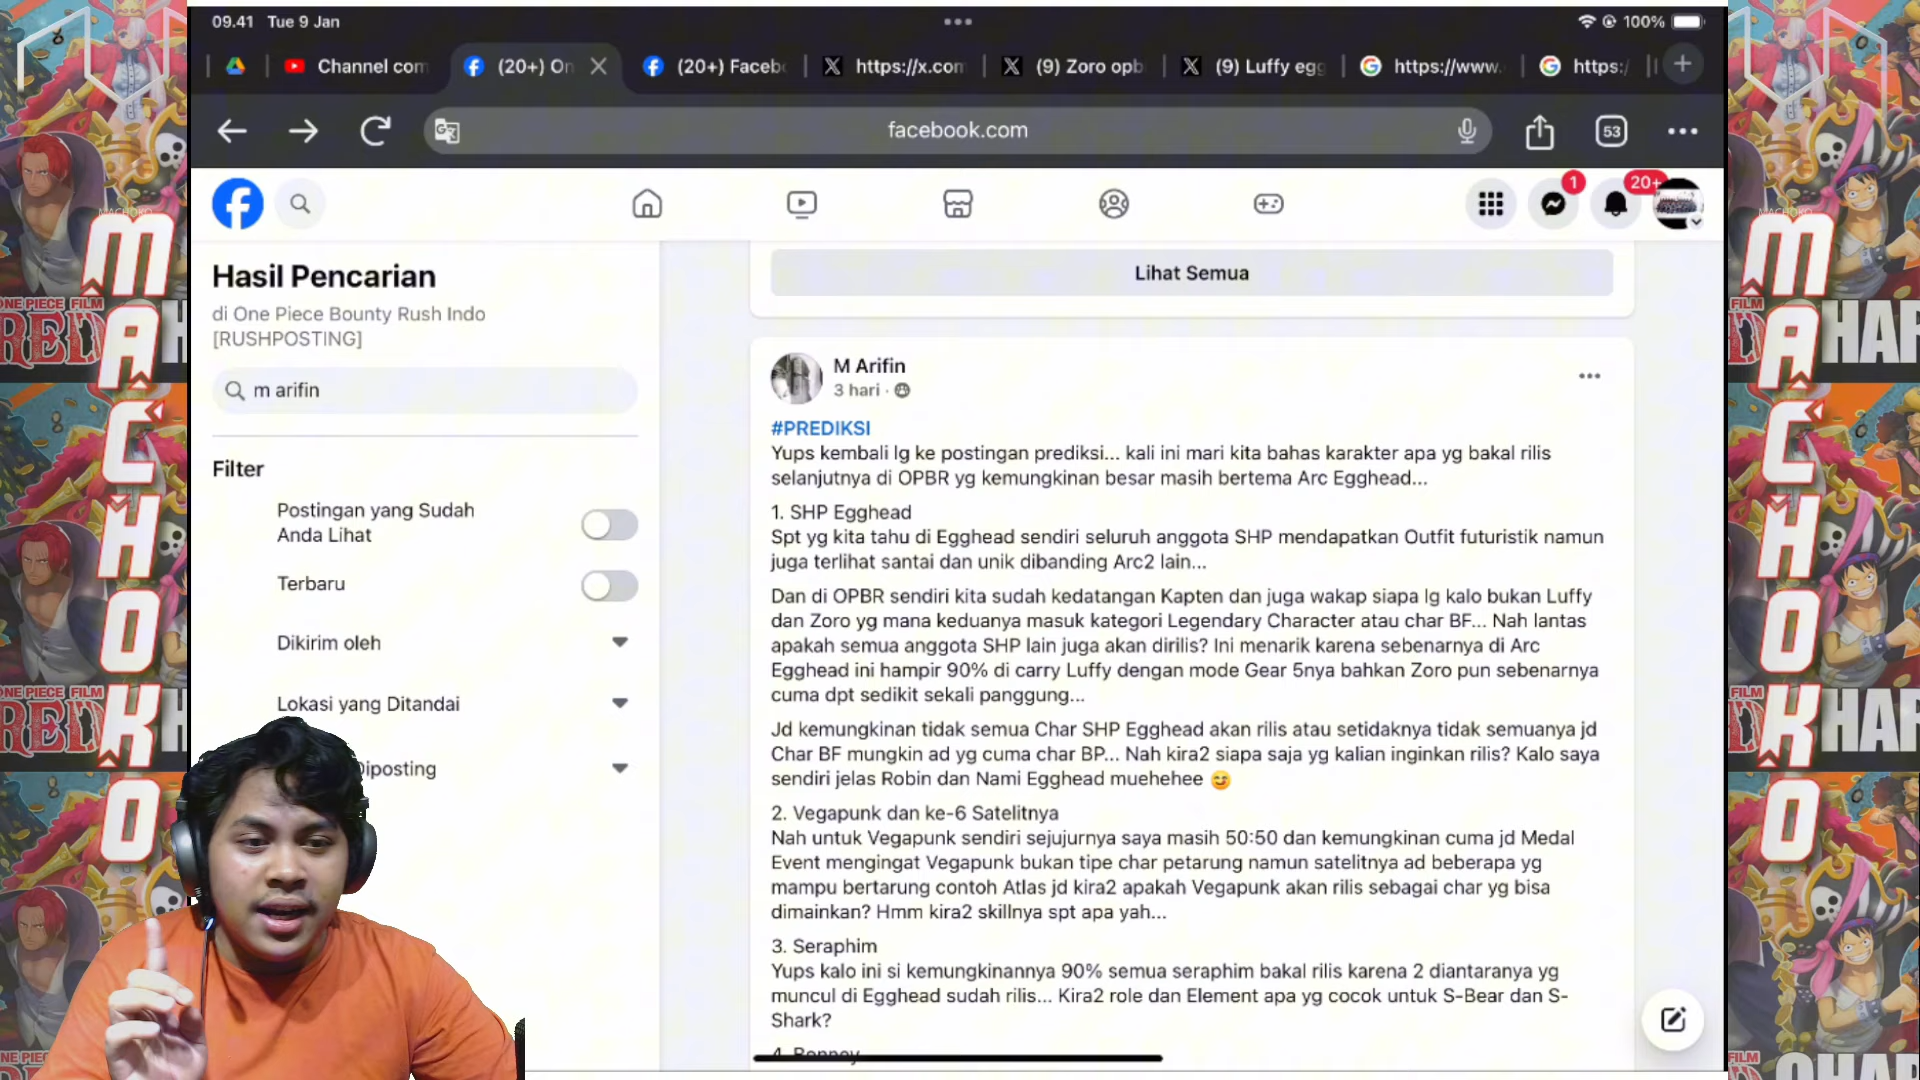 09.41 Tue 9 Jan
100%
Channel com
(20+) On
(20+) Faceb
https://x.com
(9) Zoro opb
(9) Luffy egg
https://www.
https:/
facebook.com
53
1
20+
Hasil Pencarian
di One Piece Bounty Rush Indo
[RUSHPOSTING]
m arifin
Filter
Postingan yang Sudah
Anda Lihat
Terbaru
Dikirim oleh
Lokasi yang Ditandai
Diposting
Lihat Semua
M Arifin
3 hari ·
#PREDIKSI
Yups kembali lg ke postingan prediksi... kali ini mari kita bahas karakter apa yg bakal rilis
selanjutnya di OPBR yg kemungkinan besar masih bertema Arc Egghead...
1. SHP Egghead
Spt yg kita tahu di Egghead sendiri seluruh anggota SHP mendapatkan Outfit futuristik namun
juga terlihat santai dan unik dibanding Arc2 lain...
Dan di OPBR sendiri kita sudah kedatangan Kapten dan juga wakap siapa lg kalo bukan Luffy
dan Zoro yg mana keduanya masuk kategori Legendary Character atau char BF... Nah lantas
apakah semua anggota SHP lain juga akan dirilis? Ini menarik karena sebenarnya di Arc
Egghead ini hampir 90% di carry Luffy dengan mode Gear 5nya bahkan Zoro pun sebenarnya
cuma dpt sedikit sekali panggung...
Jd kemungkinan tidak semua Char SHP Egghead akan rilis atau setidaknya tidak semuanya jd
Char BF mungkin ad yg cuma char BP... Nah kira2 siapa saja yg kalian inginkan rilis? Kalo saya
sendiri jelas Robin dan Nami Egghead muehehee 😏
2. Vegapunk dan ke-6 Satelitnya
Nah untuk Vegapunk sendiri sejujurnya saya masih 50:50 dan kemungkinan cuma jd Medal
Event mengingat Vegapunk bukan tipe char petarung namun satelitnya ad beberapa yg
mampu bertarung contoh Atlas jd kira2 apakah Vegapunk akan rilis sebagai char yg bisa
dimainkan? Hmm kira2 skillnya spt apa yah...
3. Seraphim
Yups kalo ini si kemungkinannya 90% semua seraphim bakal rilis karena 2 diantaranya yg
muncul di Egghead sudah rilis... Kira2 role dan Element apa yg cocok untuk S-Bear dan S-
Shark?
4. Bonney
MACHOKO
MACHOKO
MACHOKO
MACHOKO
ONE PIECE FILM
RED
ONE PIECE FILM
RED
FILM
HAR
FILM
HAR
FILM